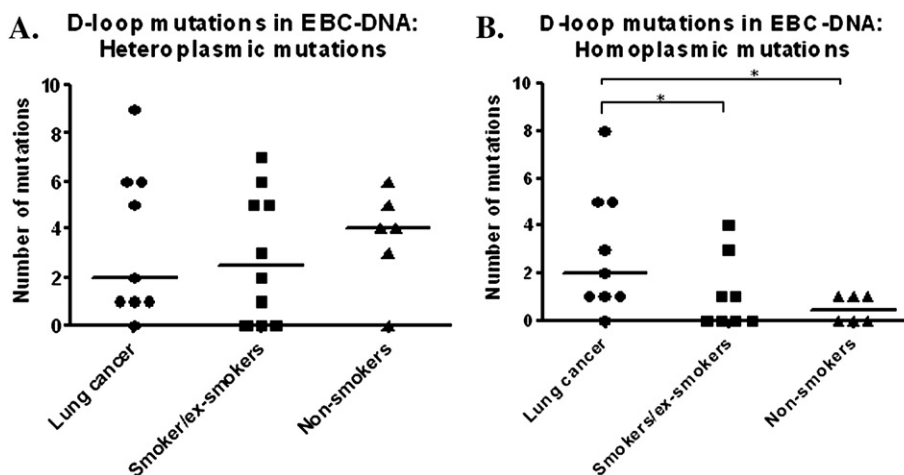 A.
D-loop mutations in EBC-DNA:
Heteroplasmic mutations
Number of mutations
10
8
6
4
2
0
Lung cancer
Smoker/ex-smokers
Non-smokers
B.
D-loop mutations in EBC-DNA:
Homoplasmic mutations
*
*
Number of mutations
10
8
6
4
2
0
Lung cancer
Smokers/ex-smokers
Non-smokers